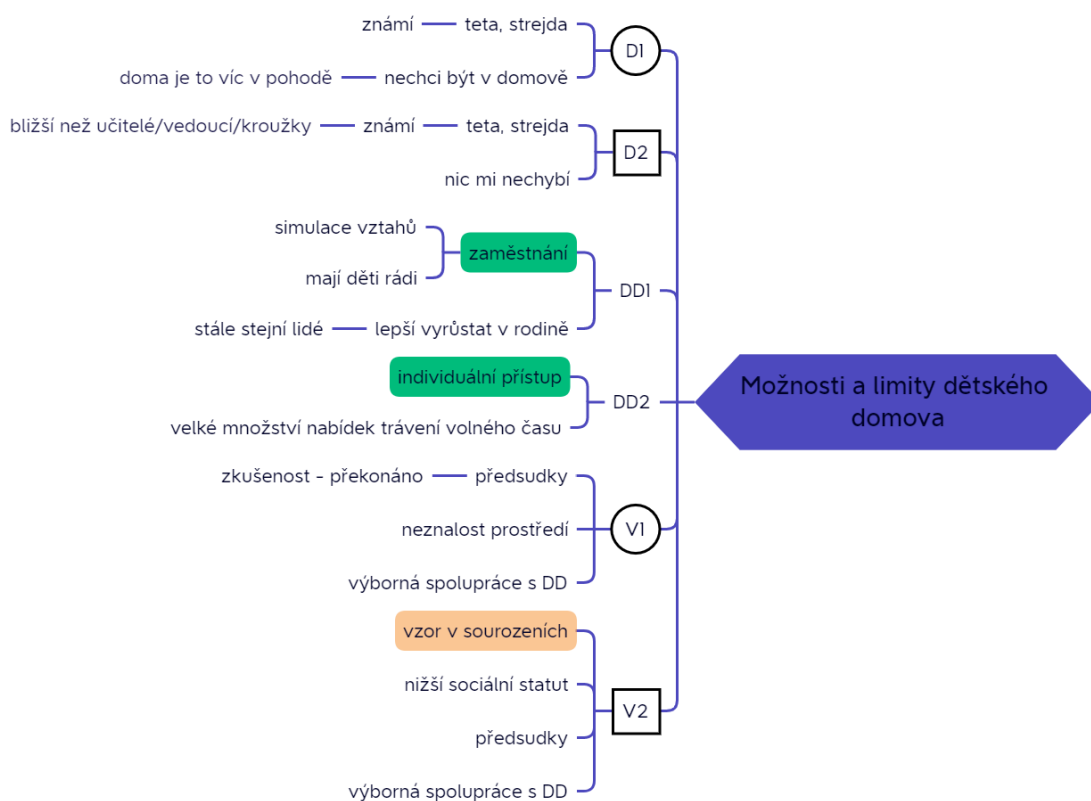 známí
teta, strejda
D1
doma je to víc v pohodě
nechci být v domově
bližší než učitelé/vedoucí/kroužky
známí
teta, strejda
D2
nic mi nechybí
simulace vztahů
zaměstnání
mají děti rádi
DD1
stále stejní lidé
lepší vyrůstat v rodině
individuální přístup
DD2
velké množství nabídek trávení volného času
Možnosti a limity dětského
domova
zkušenost - překonáno
předsudky
neznalost prostředí
V1
výborná spolupráce s DD
vzor v sourozeních
nižší sociální statut
V2
předsudky
výborná spolupráce s DD